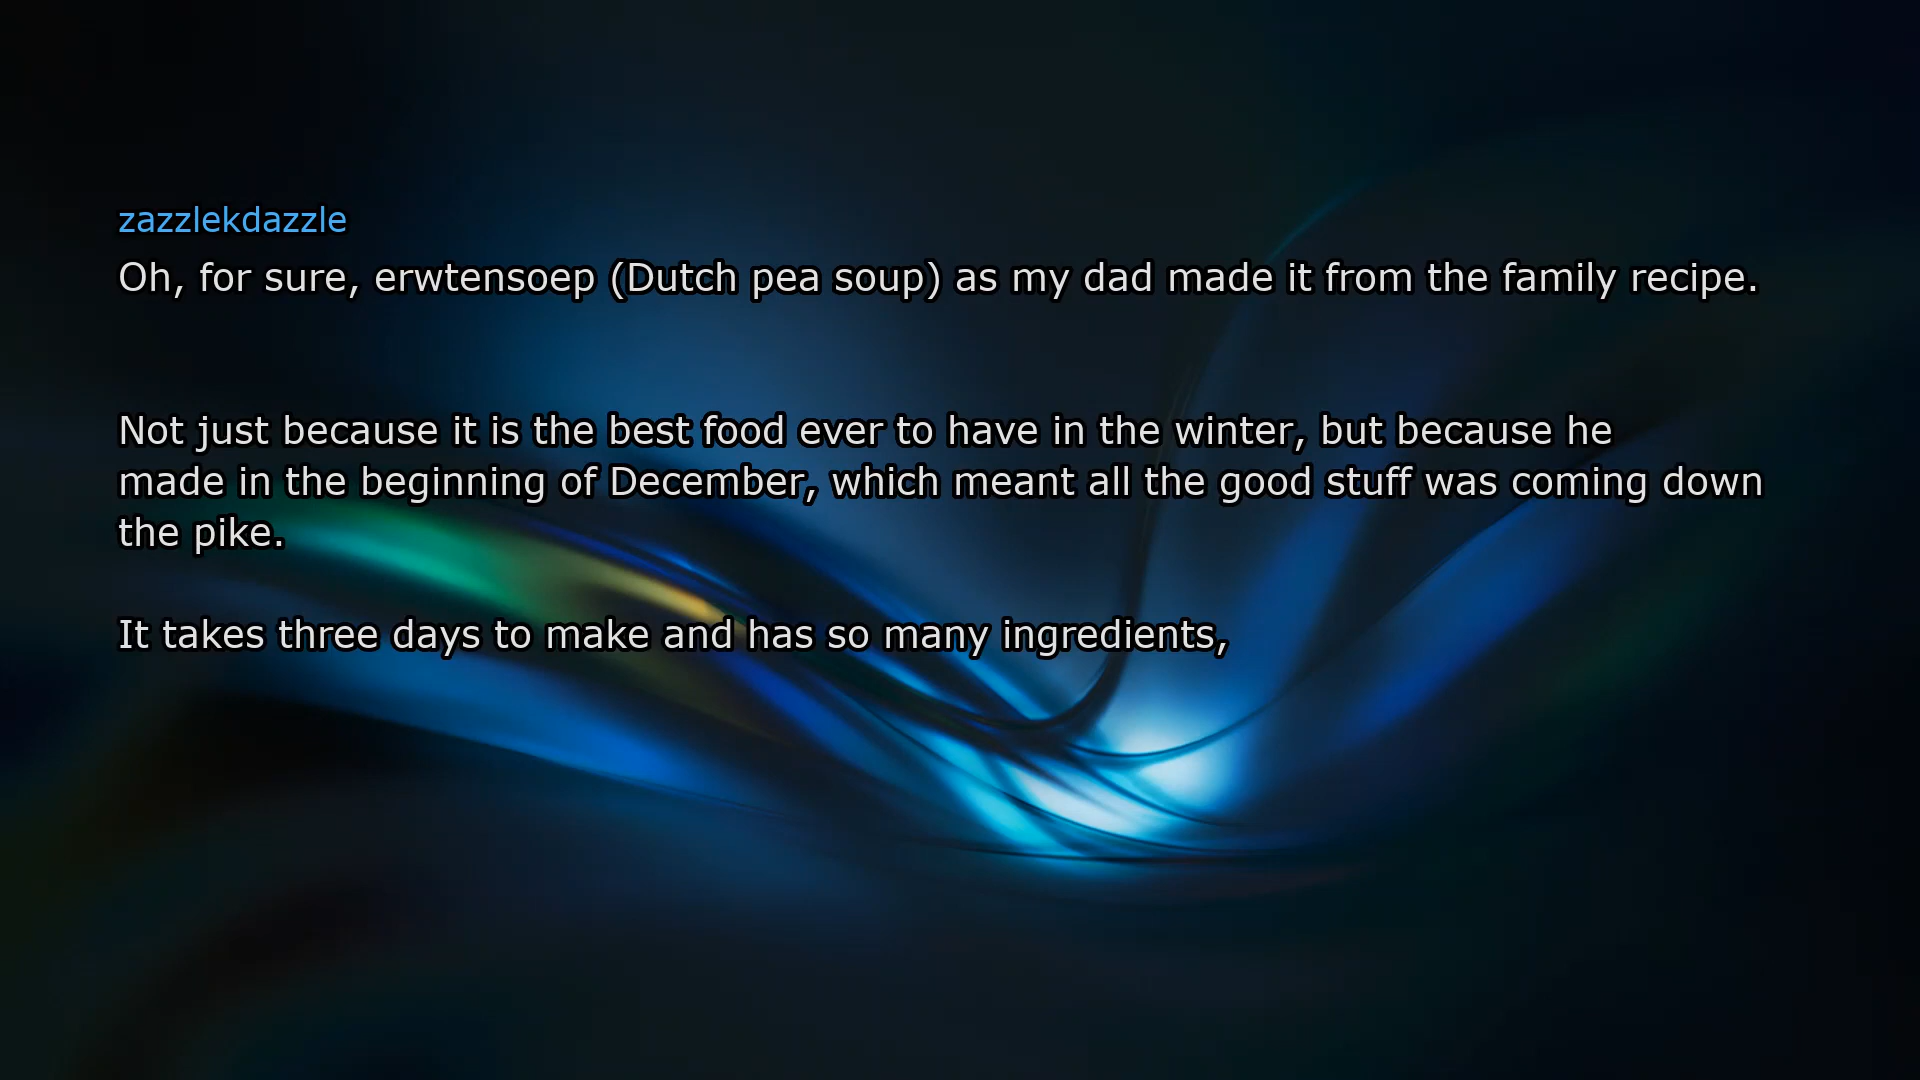 zazzlekdazzle
Oh, for sure, erwtensoep (Dutch pea soup) as my dad made it from the family recipe.
Not just because it is the best food ever to have in the winter, but because he
made in the beginning of December, which meant all the good stuff was coming down
the pike.
It takes three days to make and has so many ingredients,